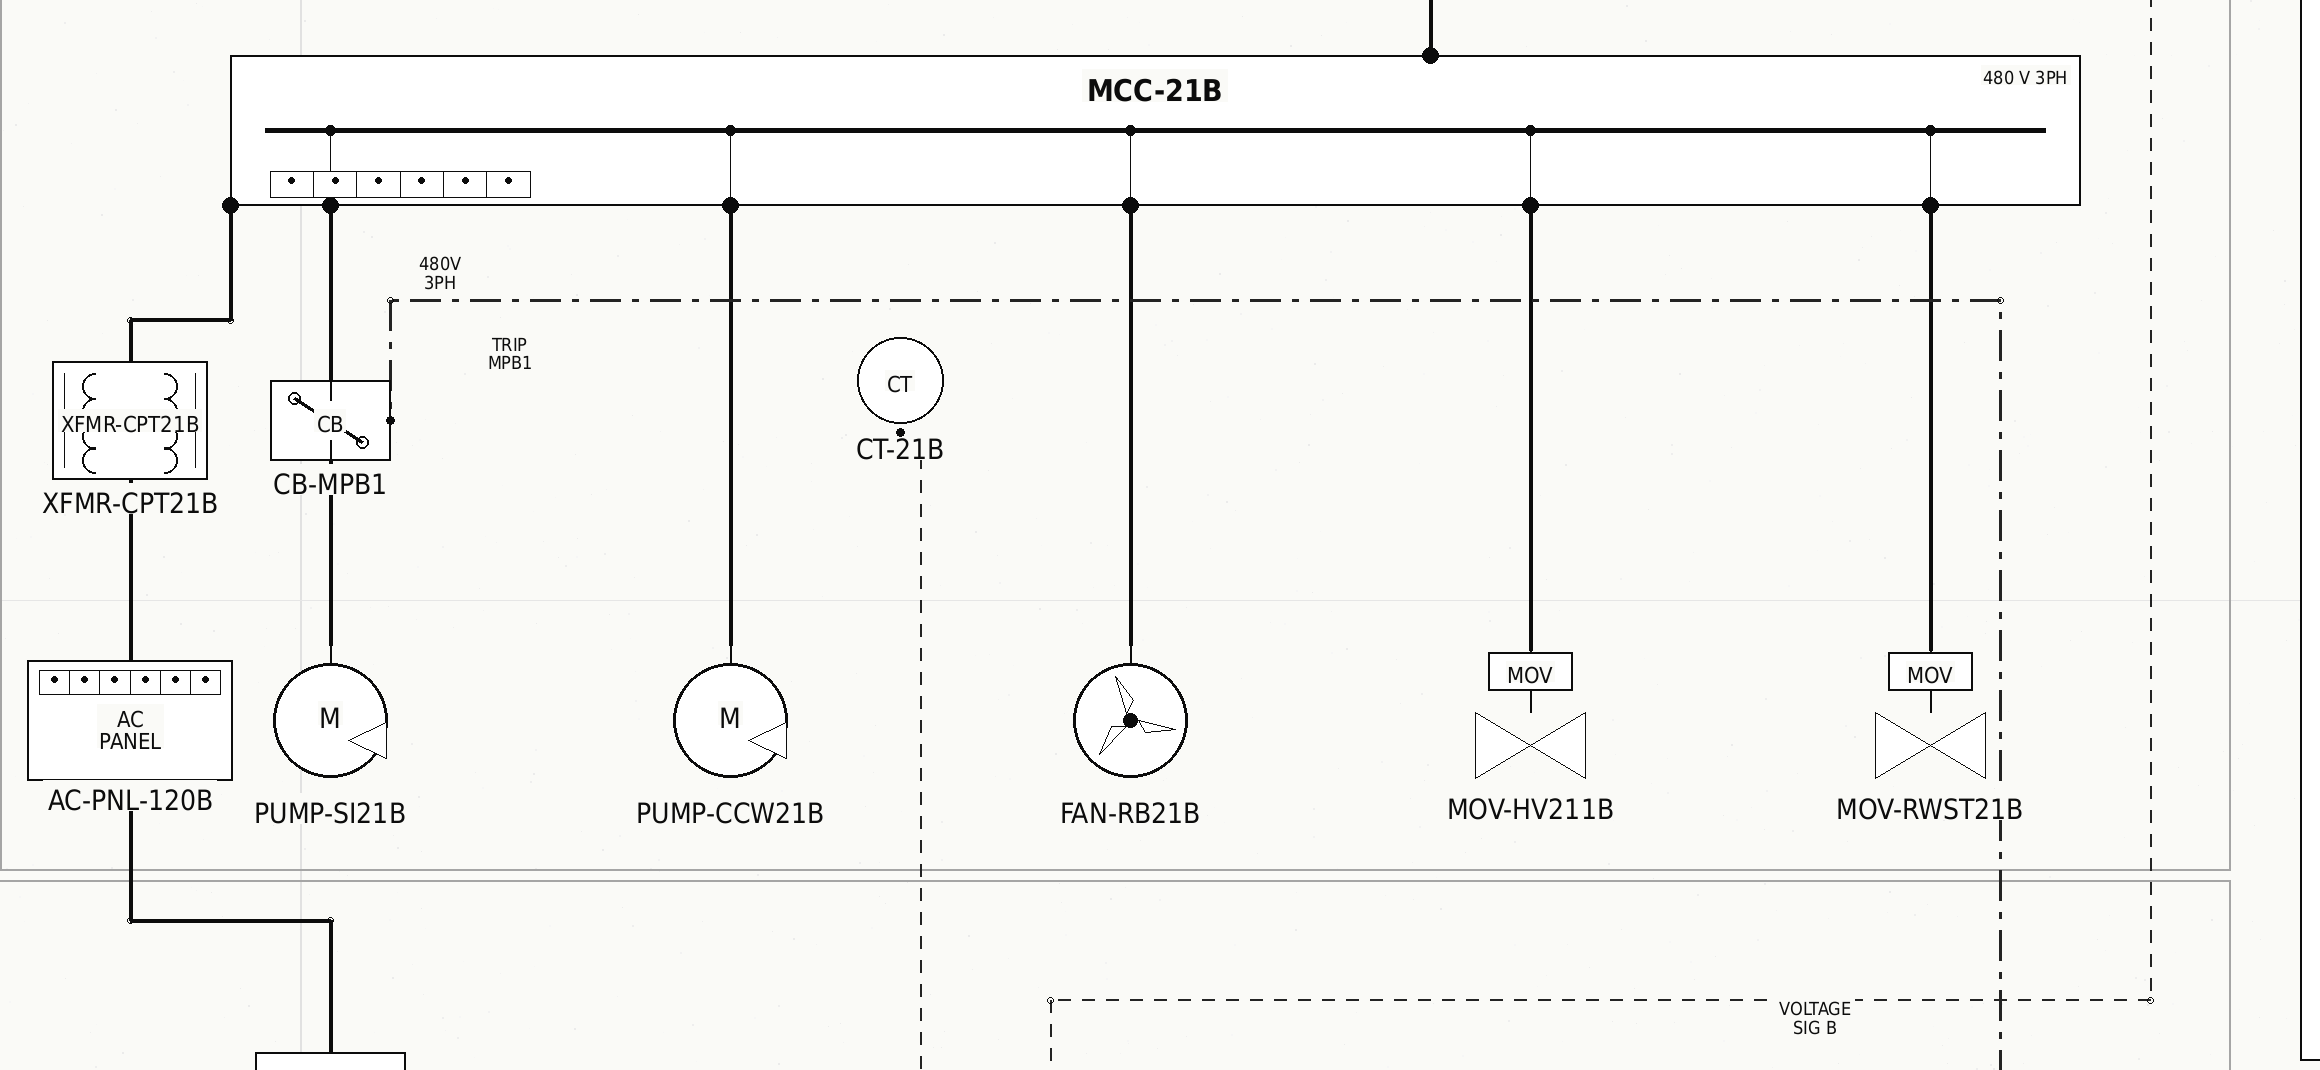 MCC-21B
480 V 3PH
480V
3PH
TRIP
MPB1
CT
CT-21B
XFMR-CPT21B
XFMR-CPT21B
CB
CB-MPB1
MOV
MOV
AC
PANEL
M
M
AC-PNL-120B
PUMP-SI21B
PUMP-CCW21B
FAN-RB21B
MOV-HV211B
MOV-RWST21B
VOLTAGE
SIG B